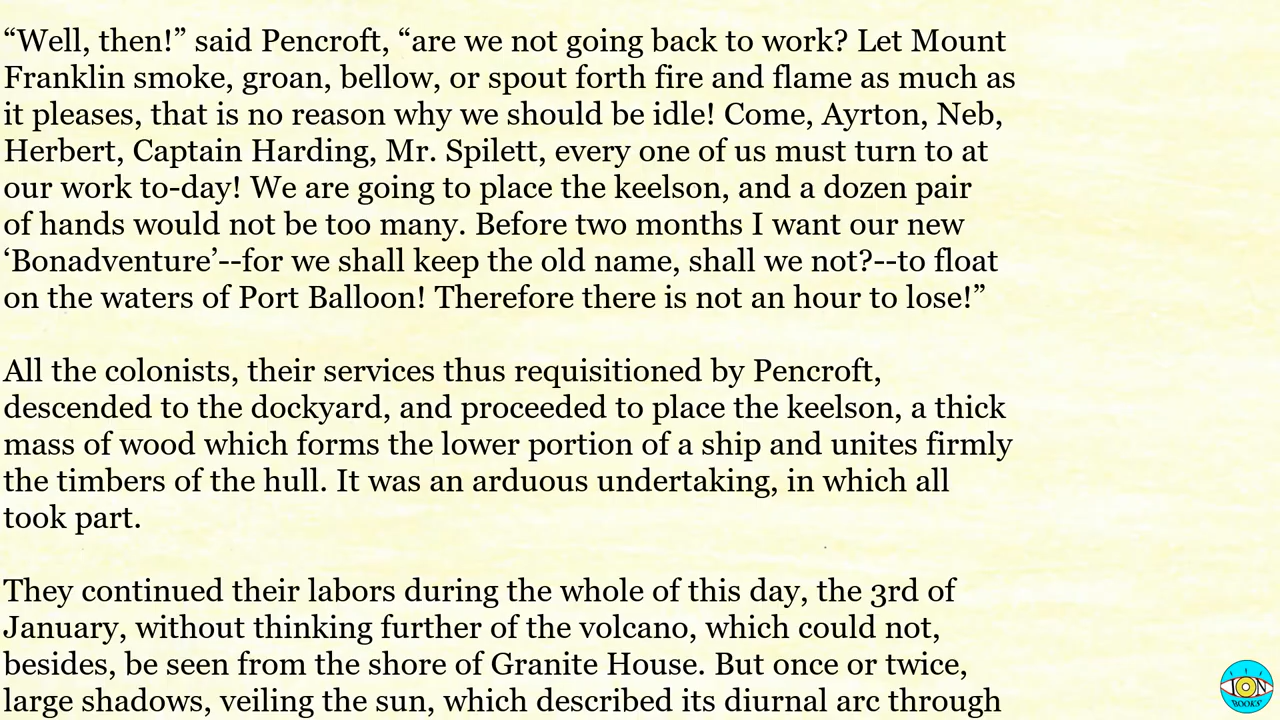 “Well, then!” said Pencroft, “are we not going back to work? Let Mount
Franklin smoke, groan, bellow, or spout forth fire and flame as much as
it pleases, that is no reason why we should be idle! Come, Ayrton, Neb,
Herbert, Captain Harding, Mr. Spilett, every one of us must turn to at
our work to-day! We are going to place the keelson, and a dozen pair
of hands would not be too many. Before two months I want our new
‘Bonadventure’--for we shall keep the old name, shall we not?--to float
on the waters of Port Balloon! Therefore there is not an hour to lose!”
All the colonists, their services thus requisitioned by Pencroft,
descended to the dockyard, and proceeded to place the keelson, a thick
mass of wood which forms the lower portion of a ship and unites firmly
the timbers of the hull. It was an arduous undertaking, in which all
took part.
They continued their labors during the whole of this day, the 3rd of
January, without thinking further of the volcano, which could not,
besides, be seen from the shore of Granite House. But once or twice,
large shadows, veiling the sun, which described its diurnal arc through
ION
BOOKS